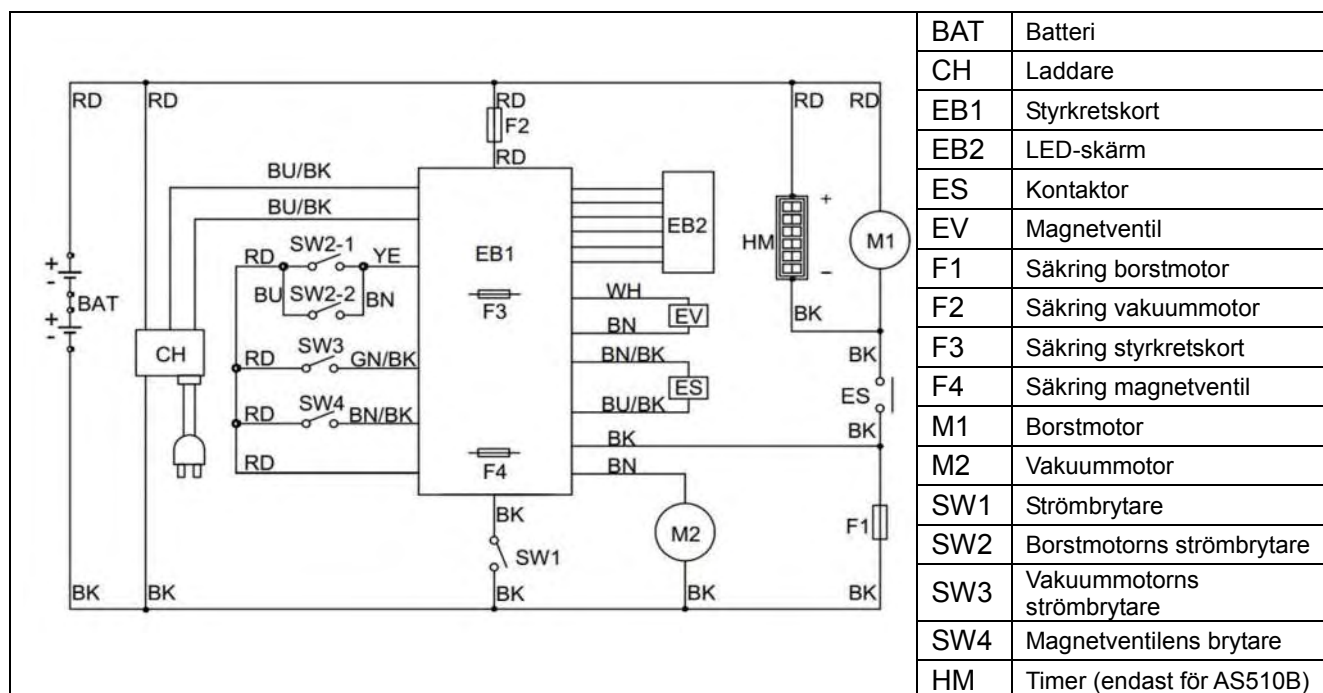 RD RD RD RD RD
F2
RD
BU/BK
BU/BK
EB2
SW2-1
RD YE
EB1
HM + M1
BU SW2-2 BN
F3
WH
EV
BN
-
BK
+
-
BAT
+
-
CH
SW3
RD GN/BK
BN/BK
ES
BU/BK
BK
ES
SW4
RD BN/BK
BK
BK
RD
F4
BN
BK
SW1
M2
F1
BK BK BK BK BK
BAT Batteri
CH Laddare
EB1 Styrkretskort
EB2 LED-skärm
ES Kontaktor
EV Magnetventil
F1 Säkring borstmotor
F2 Säkring vakuummotor
F3 Säkring styrkretskort
F4 Säkring magnetventil
M1 Borstmotor
M2 Vakuummotor
SW1 Strömbrytare
SW2 Borstmotorns strömbrytare
SW3 Vakuummotorns
strömbrytare
SW4 Magnetventilens brytare
HM Timer (endast för AS510B)